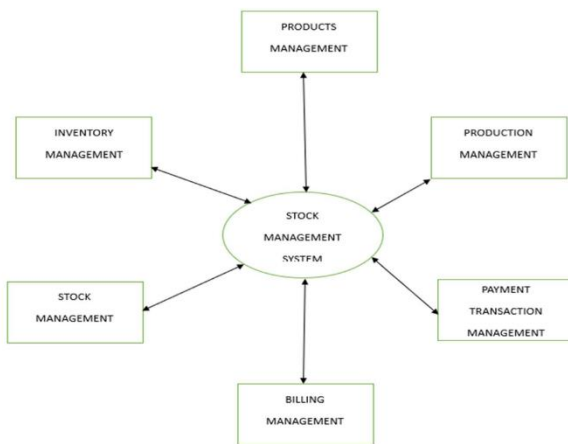 PRODUCTS
MANAGEMENT
INVENTORY
MANAGEMENT
PRODUCTION
MANAGEMENT
STOCK
MANAGEMENT
SYSTEM
STOCK
MANAGEMENT
PAYMENT
TRANSACTION
MANAGEMENT
BILLING
MANAGEMENT